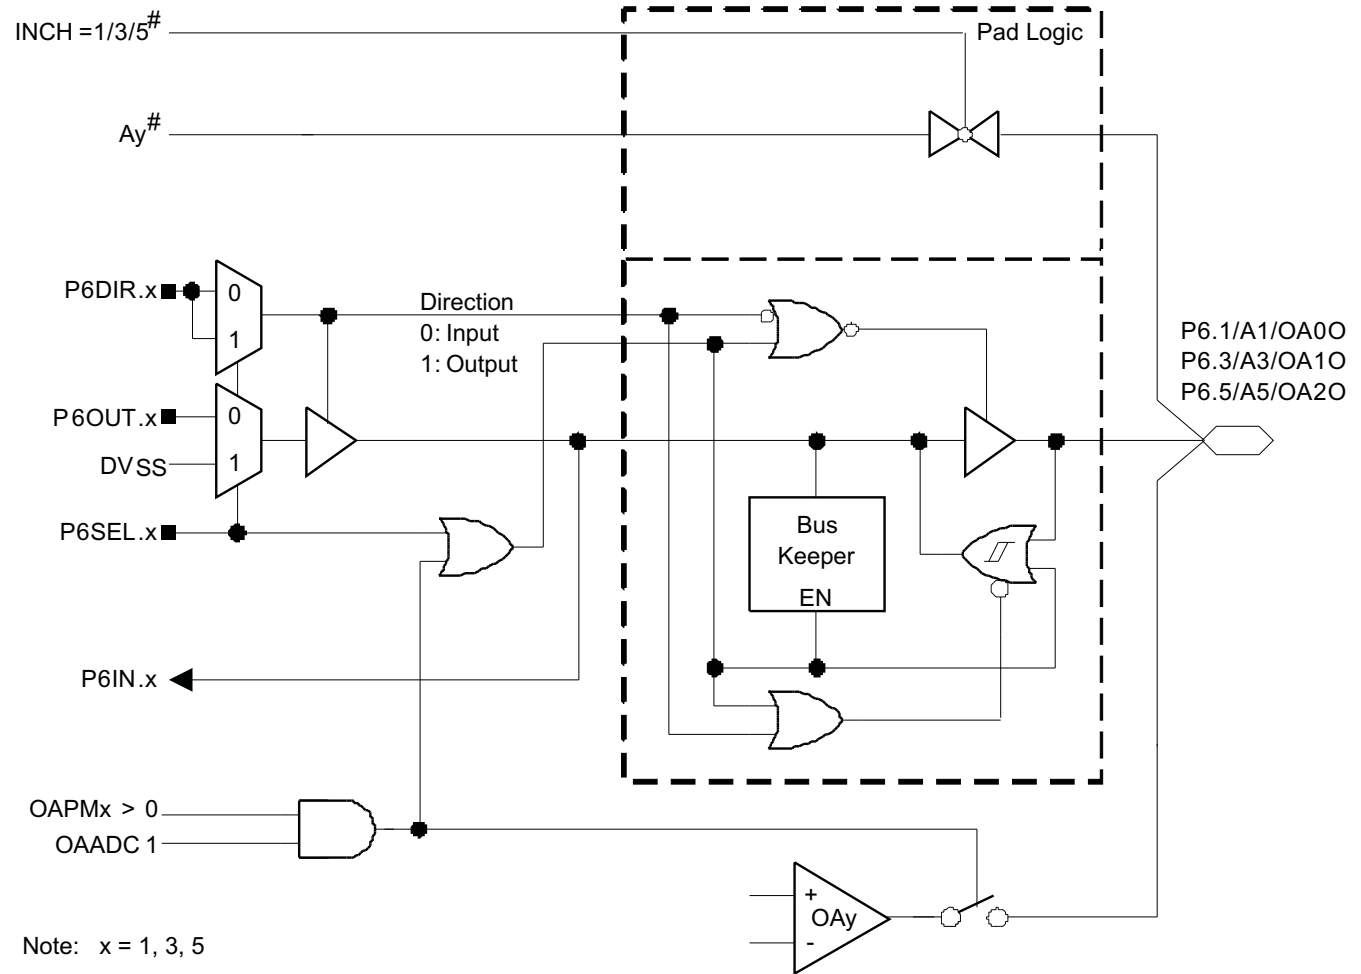 INCH =1/3/5#
Pad Logic
Ay#
P6DIR.x
0
1
Direction
0: Input
1: Output
P6.1/A1/OA0O
P6.3/A3/OA1O
P6.5/A5/OA2O
P6OUT.x
0
DVSS
1
P6SEL.x
Bus
Keeper
EN
P6IN.x
OAPMx > 0
OAADC 1
+
OAy
-
Note: x = 1, 3, 5